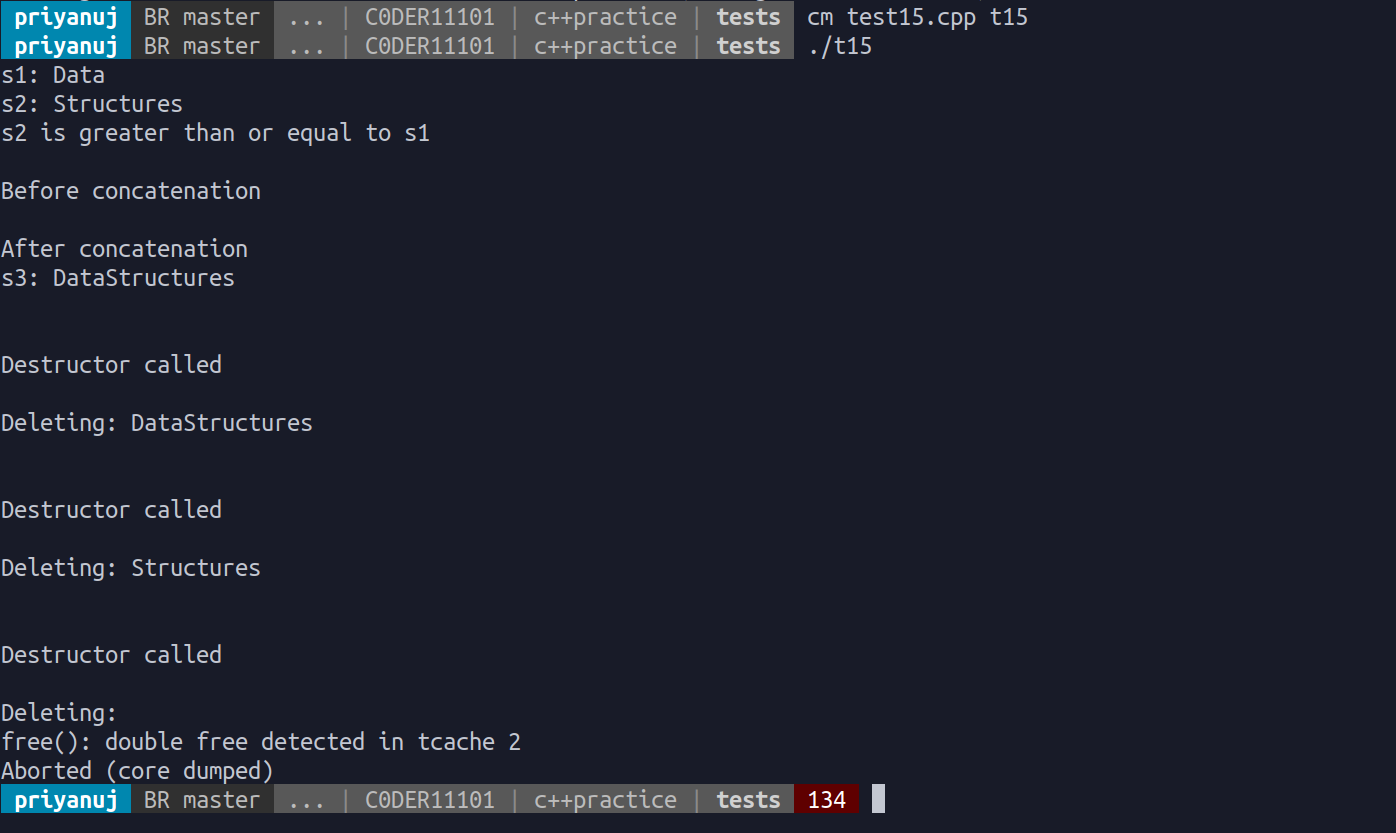 priyanuj BR master ... | C0DER11101 | c++practice | tests cm test15.cpp t15
priyanuj BR master ... | C0DER11101 | c++practice | tests ./t15
s1: Data
s2: Structures
s2 is greater than or equal to s1
Before concatenation
After concatenation
s3: DataStructures
Destructor called
Deleting: DataStructures
Destructor called
Deleting: Structures
Destructor called
Deleting:
free(): double free detected in tcache 2
Aborted (core dumped)
priyanuj BR master ... | C0DER11101 | c++practice | tests 134